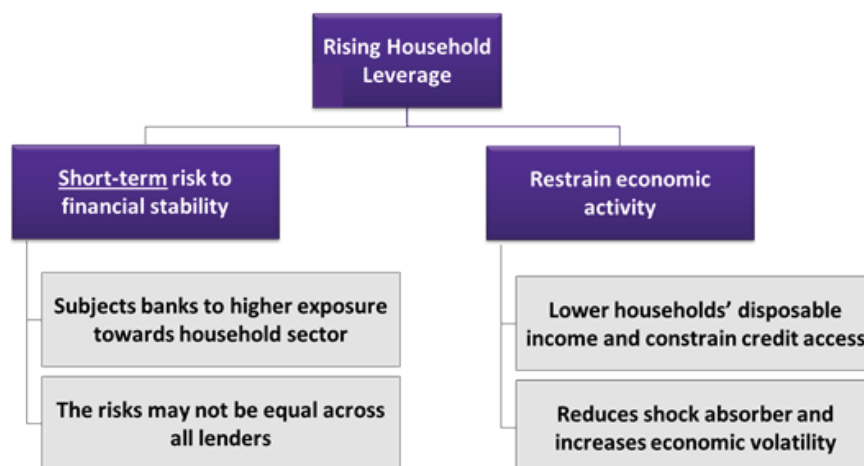 Rising Household
Leverage
Short-term risk to
financial stability
Subjects banks to higher exposure
towards household sector
The risks may not be equal across
all lenders
Restrain economic
activity
Lower households’ disposable
income and constrain credit access
Reduces shock absorber and
increases economic volatility